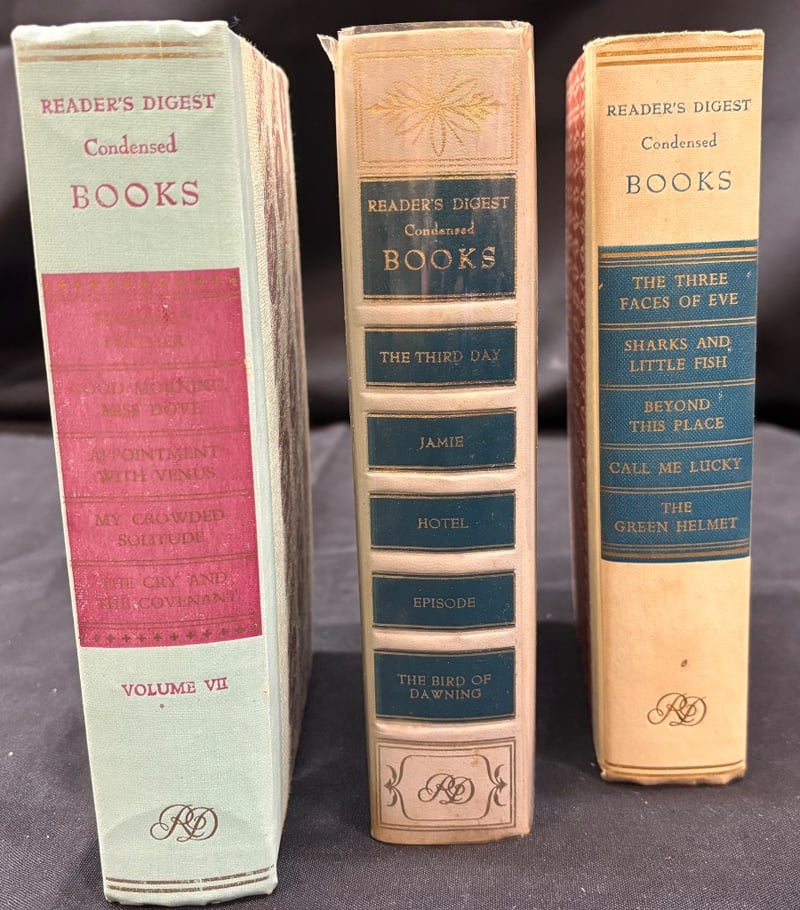 READER'S DIGEST
Condensed
BOOKS
GOOD MORNING,
MISS DOVE
APPOINTMENT
WITH VENUS
MY CROWDED
SOLITUDE
THE CRY AND
THE COVENANT
VOLUME VII
RD
READER'S DIGEST
Condensed
BOOKS
THE THIRD DAY
JAMIE
HOTEL
EPISODE
THE BIRD OF
DAWNING
RD
READER'S DIGEST
Condensed
BOOKS
THE THREE
FACES OF EVE
SHARKS AND
LITTLE FISH
BEYOND
THIS PLACE
CALL ME LUCKY
THE
GREEN HELMET
RD